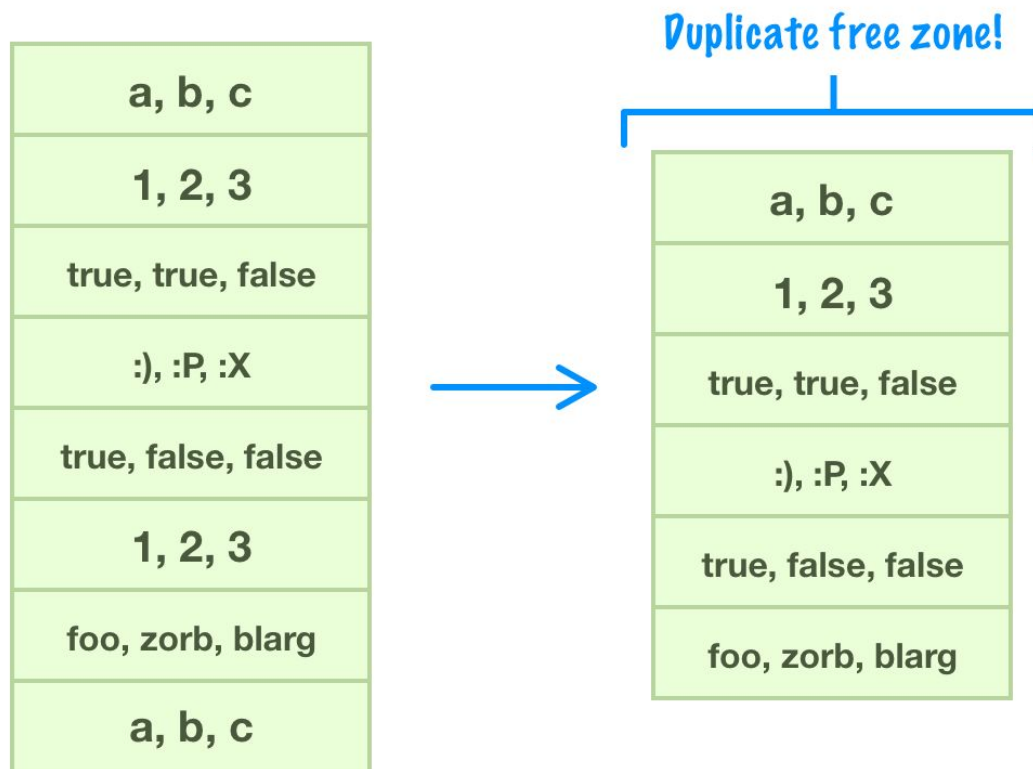 Duplicate free zone!
a, b, c
1, 2, 3
true, true, false
:), :P, :X
true, false, false
1, 2, 3
foo, zorb, blarg
a, b, c
a, b, c
1, 2, 3
true, true, false
:), :P, :X
true, false, false
foo, zorb, blarg